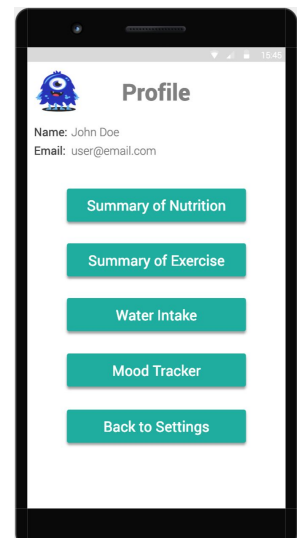 15:45
Profile
Name: John Doe
Email: user@email.com
Summary of Nutrition
Summary of Exercise
Water Intake
Mood Tracker
Back to Settings